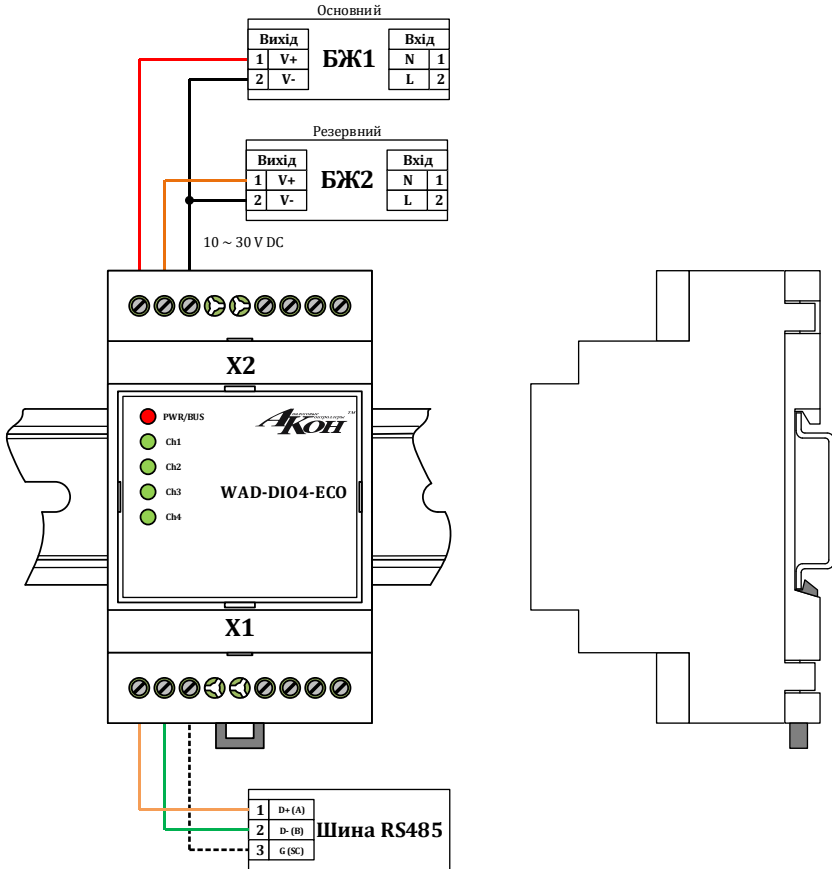 Основний
Вихід
1 V+
2 V-
БЖ1
Вхід
N 1
L 2
Резервний
Вихід
1 V+
2 V-
БЖ2
Вхід
N 1
L 2
10 ~ 30 V DC
X2
PWR/BUS
Ch1
Ch2
Ch3
Ch4
АКОН
TM
WAD-DIO4-ECO
X1
1 D+ (A)
2 D- (B)
3 G (SC)
Шина RS485